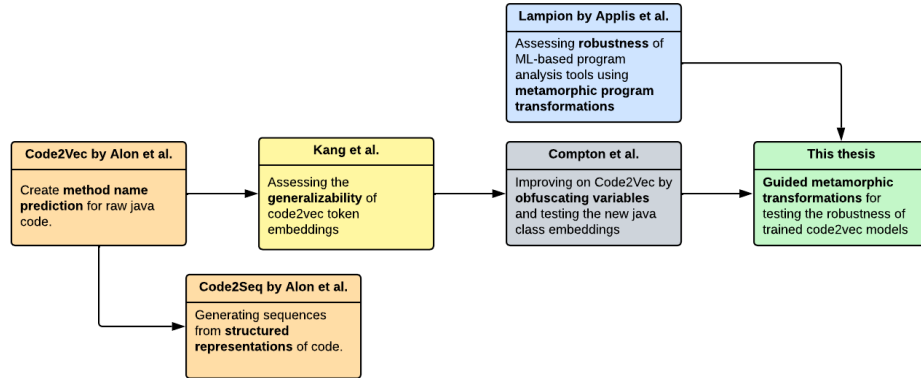 Lampion by Applis et al.
Assessing robustness of
ML-based program
analysis tools using
metamorphic program
transformations
Code2Vec by Alon et al.
Create method name
prediction for raw java
code.
Kang et al.
Assessing the
generalizability of
code2vec token
embeddings
Compton et al.
Improving on Code2Vec by
obfuscating variables
and testing the new java
class embeddings
This thesis
Guided metamorphic
transformations for
testing the robustness of
trained code2vec models
Code2Seq by Alon et al.
Generating sequences
from structured
representations of code.